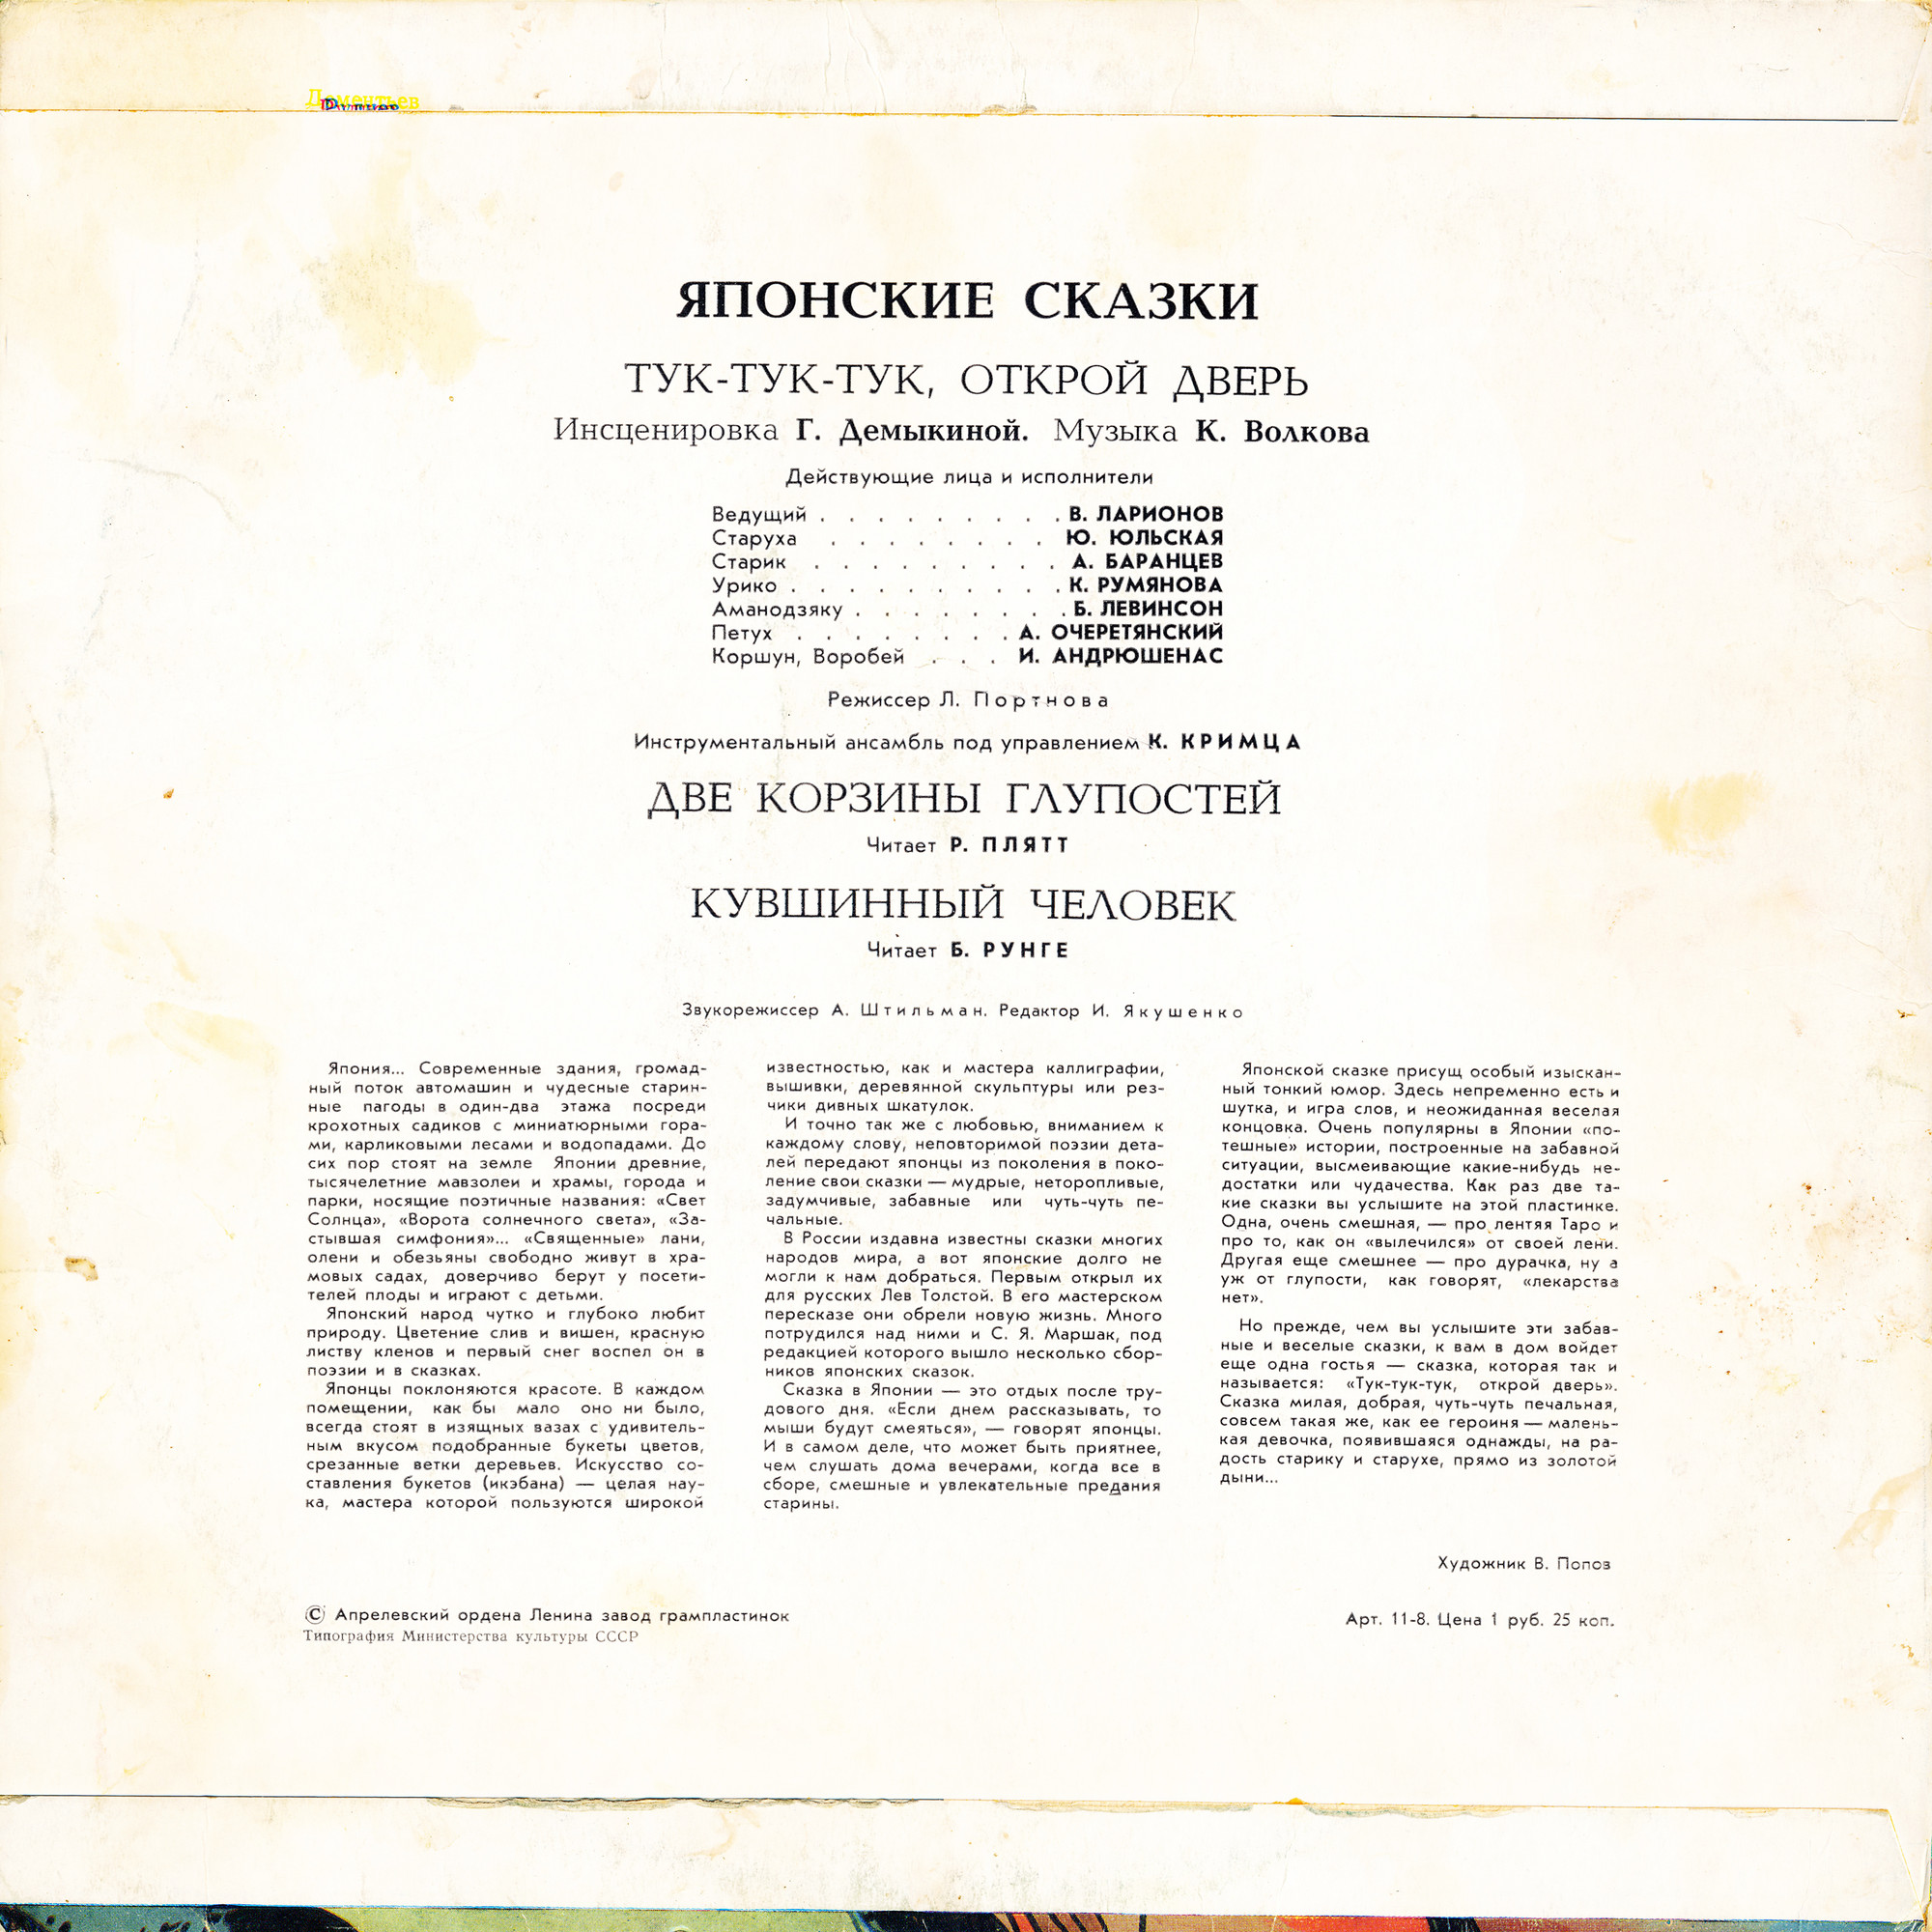 Дементьев
ЯПОНСКИЕ СКАЗКИ
ТУК-ТУК-ТУК, ОТКРОЙ ДВЕРЬ
Инсценировка Г. Демыкиной. Музыка К. Волкова
Действующие лица и исполнители
Ведущий . . . . . . . . . В. ЛАРИОНОВ
Старуха . . . . . . . . Ю. ЮЛЬСКАЯ
Старик . . . . . . . . . А. БАРАНЦЕВ
Урико . . . . . . . . . . К. РУМЯНОВА
Аманодзяку . . . . . . . . Б. ЛЕВИНСОН
Петух . . . . . . . . А. ОЧЕРЕТЯНСКИЙ
Коршун, Воробей . . . И. АНДРЮШЕНАС
Режиссер Л. Портнова
Инструментальный ансамбль под управлением К. КРИМЦА
ДВЕ КОРЗИНЫ ГЛУПОСТЕЙ
Читает Р. ПЛЯТТ
КУВШИННЫЙ ЧЕЛОВЕК
Читает Б. РУНГЕ
Звукорежиссер А. Штильман. Редактор И. Якушенко
Япония... Современные здания, громад-
ный поток автомашин и чудесные старин-
ные пагоды в один-два этажа посреди
крохотных садиков с миниатюрными гора-
ми, карликовыми лесами и водопадами. До
сих пор стоят на земле Японии древние,
тысячелетние мавзолеи и храмы, города и
парки, носящие поэтичные названия: «Свет
Солнца», «Ворота солнечного света», «За-
стывшая симфония»... «Священные» лани,
олени и обезьяны свободно живут в хра-
мовых садах, доверчиво берут у посети-
телей плоды и играют с детьми.
Японский народ чутко и глубоко любит
природу. Цветение слив и вишен, красную
листву кленов и первый снег воспел он в
поэзии и в сказках.
Японцы поклоняются красоте. В каждом
помещении, как бы мало оно ни было,
всегда стоят в изящных вазах с удивитель-
ным вкусом подобранные букеты цветов,
срезанные ветки деревьев. Искусство со-
ставления букетов (икэбана) — целая нау-
ка, мастера которой пользуются широкой
известностью, как и мастера каллиграфии,
вышивки, деревянной скульптуры или рез-
чики дивных шкатулок.
И точно так же с любовью, вниманием к
каждому слову, неповторимой поэзии дета-
лей передают японцы из поколения в поко-
ление свои сказки — мудрые, неторопливые,
задумчивые, забавные или чуть-чуть пе-
чальные.
В России издавна известны сказки многих
народов мира, а вот японские долго не
могли к нам добраться. Первым открыл их
для русских Лев Толстой. В его мастерском
пересказе они обрели новую жизнь. Много
потрудился над ними и С. Я. Маршак, под
редакцией которого вышло несколько сбор-
ников японских сказок.
Сказка в Японии — это отдых после тру-
дового дня. «Если днем рассказывать, то
мыши будут смеяться», — говорят японцы.
И в самом деле, что может быть приятнее,
чем слушать дома вечерами, когда все в
сборе, смешные и увлекательные предания
старины.
Японской сказке присущ особый изыскан-
ный тонкий юмор. Здесь непременно есть и
шутка, и игра слов, и неожиданная веселая
концовка. Очень популярны в Японии «по-
тешные» истории, построенные на забавной
ситуации, высмеивающие какие-нибудь не-
достатки или чудачества. Как раз две та-
кие сказки вы услышите на этой пластинке.
Одна, очень смешная, — про лентяя Таро и
про то, как он «вылечился» от своей лени.
Другая еще смешнее — про дурачка, ну а
уж от глупости, как говорят, «лекарства
нет».
Но прежде, чем вы услышите эти забав-
ные и веселые сказки, к вам в дом войдет
еще одна гостья — сказка, которая так и
называется: «Тук-тук-тук, открой дверь».
Сказка милая, добрая, чуть-чуть печальная,
совсем такая же, как ее героиня — малень-
кая девочка, появившаяся однажды, на ра-
дость старику и старухе, прямо из золотой
дыни...
Художник В. Попов
© Апрелевский ордена Ленина завод грампластинок
Типография Министерства культуры СССР
Арт. 11-8. Цена 1 руб. 25 коп.